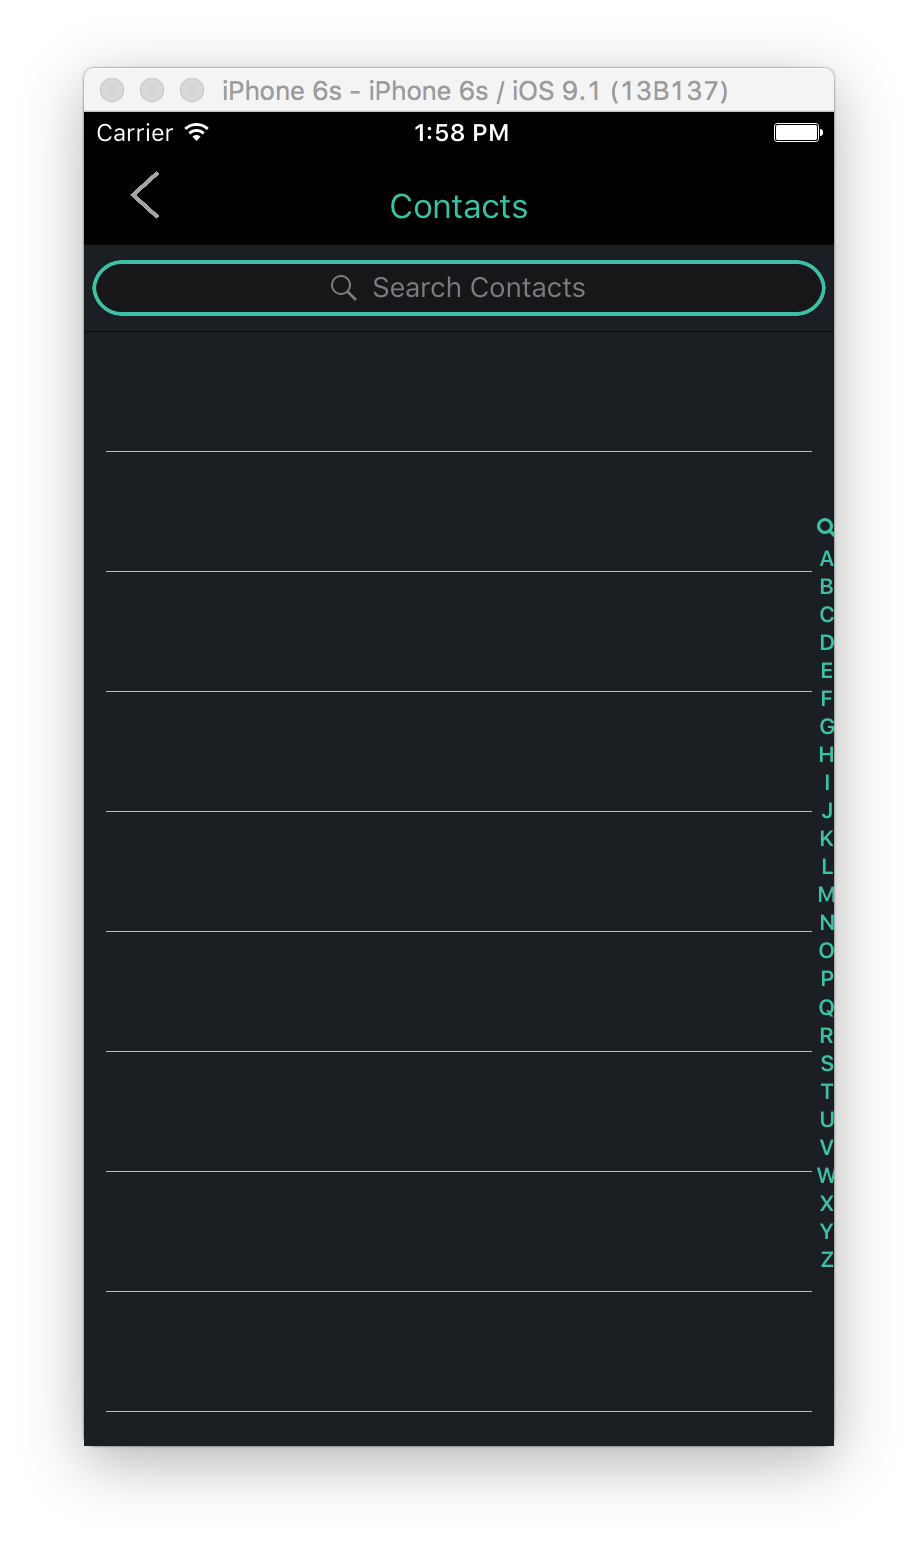 iPhone 6s - iPhone 6s / iOS 9.1 (13B137)
Carrier 1:58 PM
Contacts
Search Contacts
A
B
C
D
E
F
G
H
I
J
K
L
M
N
O
P
Q
R
S
T
U
V
W
X
Y
Z